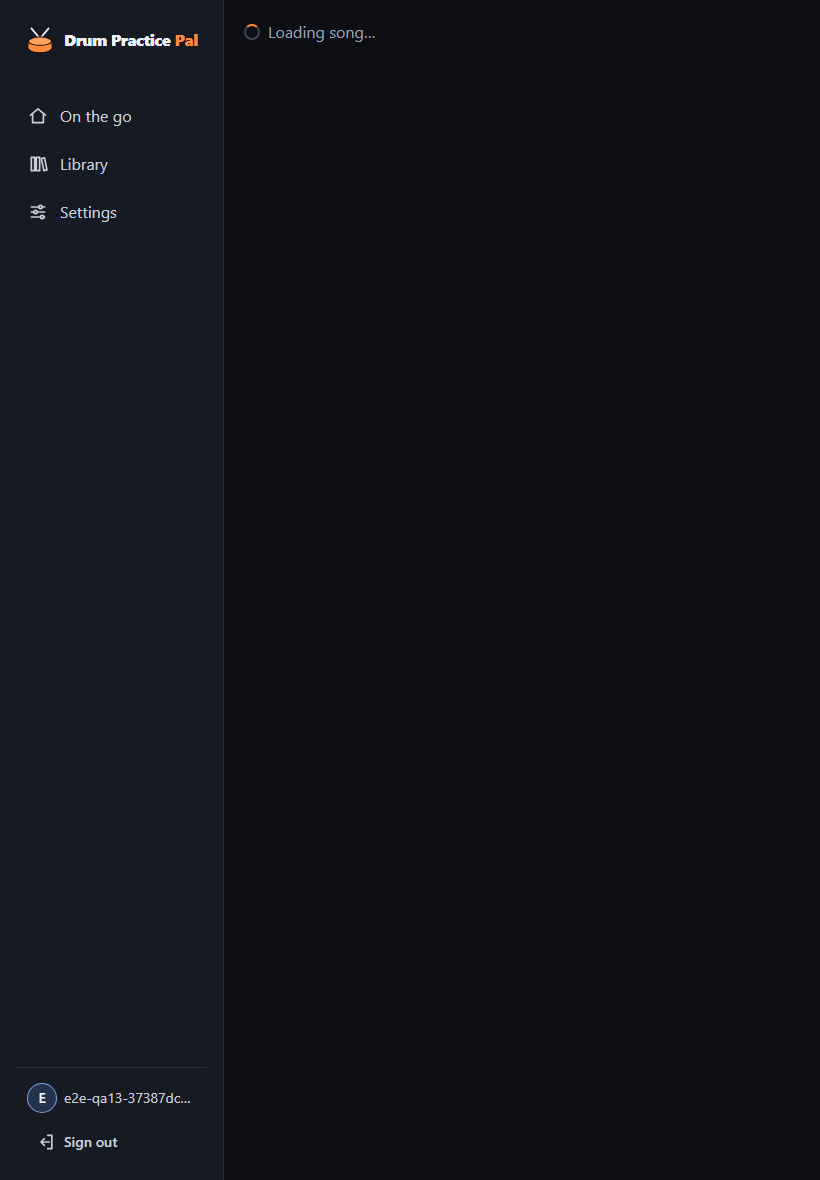 Drum Practice Pal
Loading song...
On the go
Library
Settings
E
e2e-qa13-37387dc...
Sign out